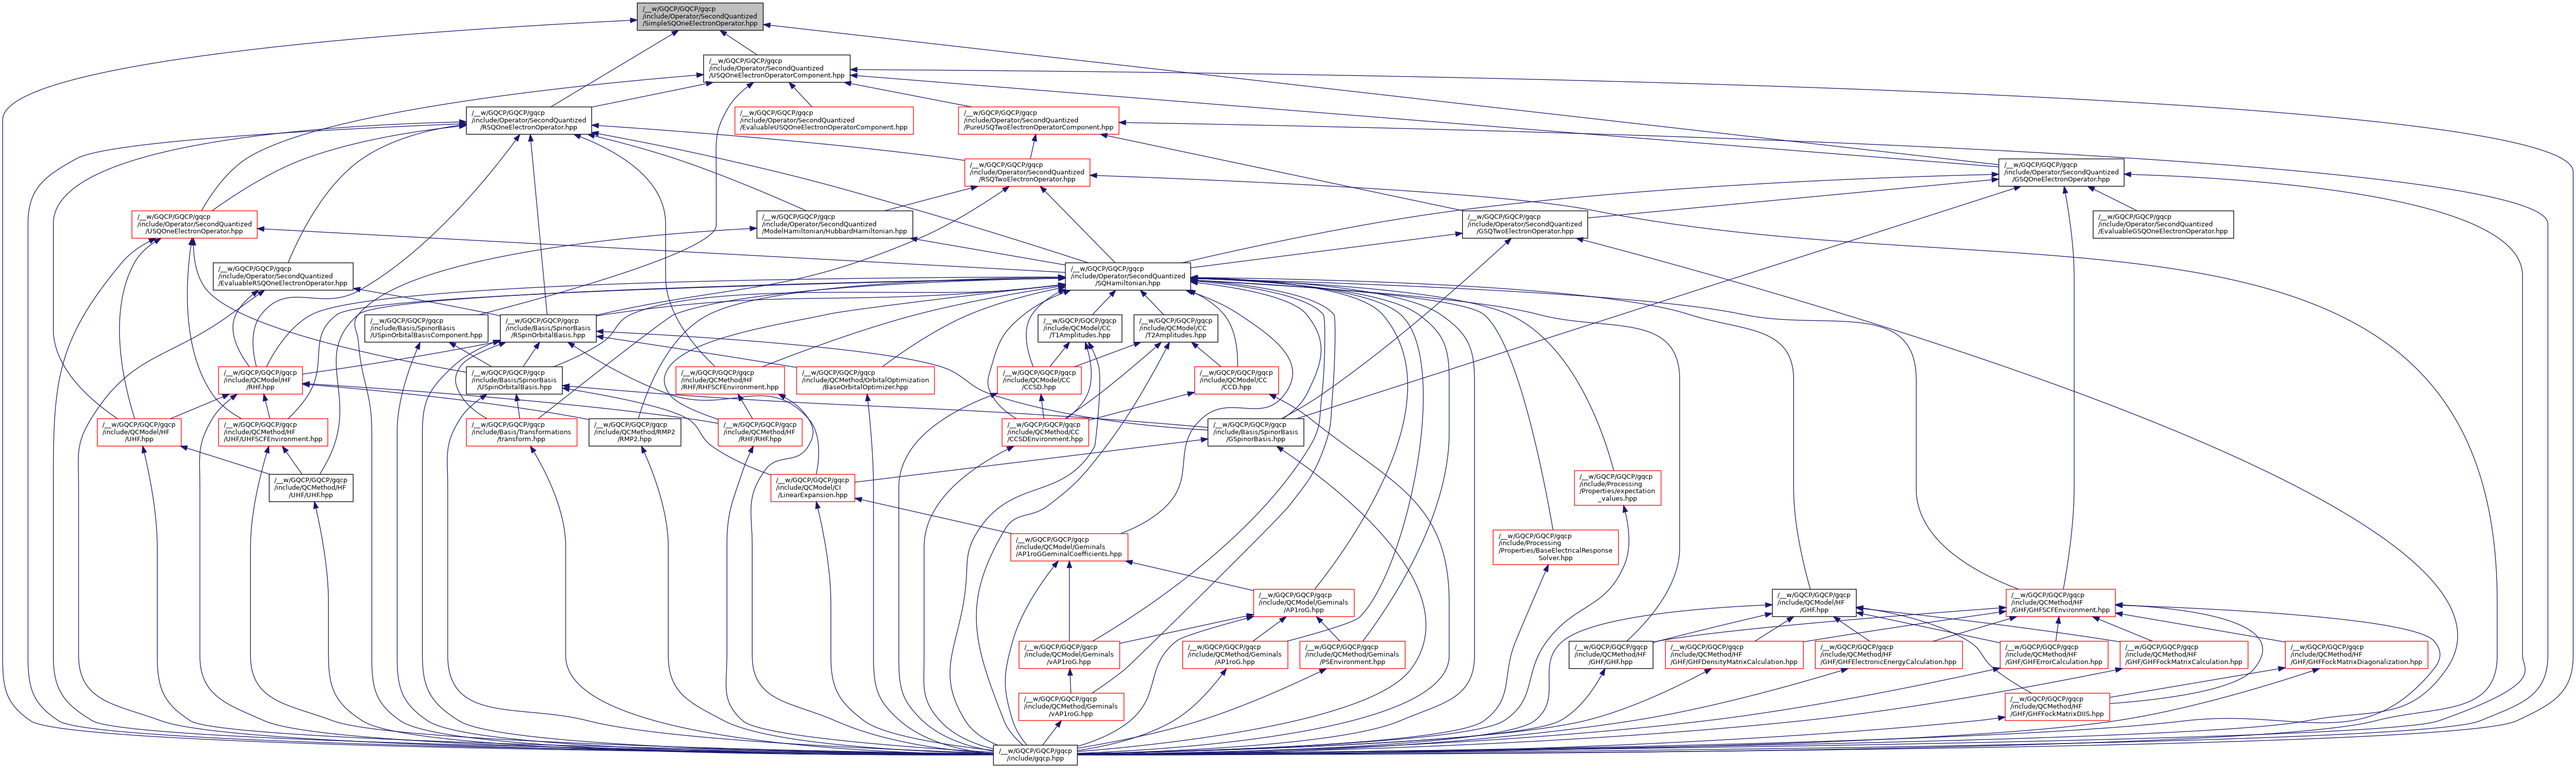 /__w/GQCP/GQCP/gqcp
/include/Operator/SecondQuantized
/SimpleSQOneElectronOperator.hpp
/__w/GQCP/GQCP/gqcp
/include/Operator/SecondQuantized
/USQOneElectronOperatorComponent.hpp
/__w/GQCP/GQCP/gqcp
/include/Operator/SecondQuantized
/RSQOneElectronOperator.hpp
/__w/GQCP/GQCP/gqcp
/include/Operator/SecondQuantized
/EvaluableUSQOneElectronOperatorComponent.hpp
/__w/GQCP/GQCP/gqcp
/include/Operator/SecondQuantized
/PureUSQTwoElectronOperatorComponent.hpp
/__w/GQCP/GQCP/gqcp
/include/Operator/SecondQuantized
/RSQTwoElectronOperator.hpp
/__w/GQCP/GQCP/gqcp
/include/Operator/SecondQuantized
/GSQOneElectronOperator.hpp
/__w/GQCP/GQCP/gqcp
/include/Operator/SecondQuantized
/USQOneElectronOperator.hpp
/__w/GQCP/GQCP/gqcp
/include/Operator/SecondQuantized
/ModelHamiltonian/HubbardHamiltonian.hpp
/__w/GQCP/GQCP/gqcp
/include/Operator/SecondQuantized
/GSQTwoElectronOperator.hpp
/__w/GQCP/GQCP/gqcp
/include/Operator/SecondQuantized
/EvaluableGSQOneElectronOperator.hpp
/__w/GQCP/GQCP/gqcp
/include/Operator/SecondQuantized
/EvaluableRSQOneElectronOperator.hpp
/__w/GQCP/GQCP/gqcp
/include/Operator/SecondQuantized
/SQHamiltonian.hpp
/__w/GQCP/GQCP/gqcp
/include/Basis/SpinorBasis
/USpinOrbitalBasisComponent.hpp
/__w/GQCP/GQCP/gqcp
/include/Basis/SpinorBasis
/RSpinorbitalBasis.hpp
/__w/GQCP/GQCP/gqcp
/include/QCModel/CC
/T1Amplitudes.hpp
/__w/GQCP/GQCP/gqcp
/include/QCModel/CC
/T2Amplitudes.hpp
/__w/GQCP/GQCP/gqcp
/include/QCModel/HF
/RHF.hpp
/__w/GQCP/GQCP/gqcp
/include/Basis/SpinorBasis
/USpinOrbitalBasis.hpp
/__w/GQCP/GQCP/gqcp
/include/QCMethod/HF
/RHF/RHFSCFEnvironment.hpp
/__w/GQCP/GQCP/gqcp
/include/QCMethod/OrbitalOptimization
/BaseOrbitalOptimizer.hpp
/__w/GQCP/GQCP/gqcp
/include/QCModel/CC
/CCSD.hpp
/__w/GQCP/GQCP/gqcp
/include/QCModel/CC
/CCD.hpp
/__w/GQCP/GQCP/gqcp
/include/QCModel/HF
/UHF.hpp
/__w/GQCP/GQCP/gqcp
/include/QCMethod/HF
/UHF/UHFSCFEnvironment.hpp
/__w/GQCP/GQCP/gqcp
/include/Basis/Transformations
/transform.hpp
/__w/GQCP/GQCP/gqcp
/include/QCMethod/RMP2
/RMP2.hpp
/__w/GQCP/GQCP/gqcp
/include/QCMethod/HF
/RHF/RHF.hpp
/__w/GQCP/GQCP/gqcp
/include/QCMethod/CC
/CCSDEnvironment.hpp
/__w/GQCP/GQCP/gqcp
/include/Basis/SpinorBasis
/GSpinorBasis.hpp
/__w/GQCP/GQCP/gqcp
/include/QCMethod/HF
/UHF/UHF.hpp
/__w/GQCP/GQCP/gqcp
/include/QCModel/CI
/LinearExpansion.hpp
/__w/GQCP/GQCP/gqcp
/include/Processing
/Properties/expectation
_values.hpp
/__w/GQCP/GQCP/gqcp
/include/QCModel/Geminals
/AP1roGGeminalCoefficients.hpp
/__w/GQCP/GQCP/gqcp
/include/Processing
/Properties/BaseElectricalResponse
Solver.hpp
/__w/GQCP/GQCP/gqcp
/include/QCModel/Geminals
/AP1roG.hpp
/__w/GQCP/GQCP/gqcp
/include/QCModel/HF
/GHF.hpp
/__w/GQCP/GQCP/gqcp
/include/QCMethod/HF
/GHF/GHFSCFEnvironment.hpp
/__w/GQCP/GQCP/gqcp
/include/QCModel/Geminals
/vAP1roG.hpp
/__w/GQCP/GQCP/gqcp
/include/QCMethod/Geminals
/AP1roG.hpp
/__w/GQCP/GQCP/gqcp
/include/QCMethod/Geminals
/PSEnvironment.hpp
/__w/GQCP/GQCP/gqcp
/include/QCMethod/HF
/GHF/GHF.hpp
/__w/GQCP/GQCP/gqcp
/include/QCMethod/HF
/GHF/GHFDensityMatrixCalculation.hpp
/__w/GQCP/GQCP/gqcp
/include/QCMethod/HF
/GHF/GHFElectronicEnergyCalculation.hpp
/__w/GQCP/GQCP/gqcp
/include/QCMethod/HF
/GHF/GHFErrorCalculation.hpp
/__w/GQCP/GQCP/gqcp
/include/QCMethod/HF
/GHF/GHFFockMatrixCalculation.hpp
/__w/GQCP/GQCP/gqcp
/include/QCMethod/HF
/GHF/GHFFockMatrixDiagonalization.hpp
/__w/GQCP/GQCP/gqcp
/include/QCMethod/Geminals
/vAP1roG.hpp
/__w/GQCP/GQCP/gqcp
/include/QCMethod/HF
/GHF/GHFFockMatrixDIIS.hpp
/__w/GQCP/GQCP/gqcp
/include/gqcp.hpp